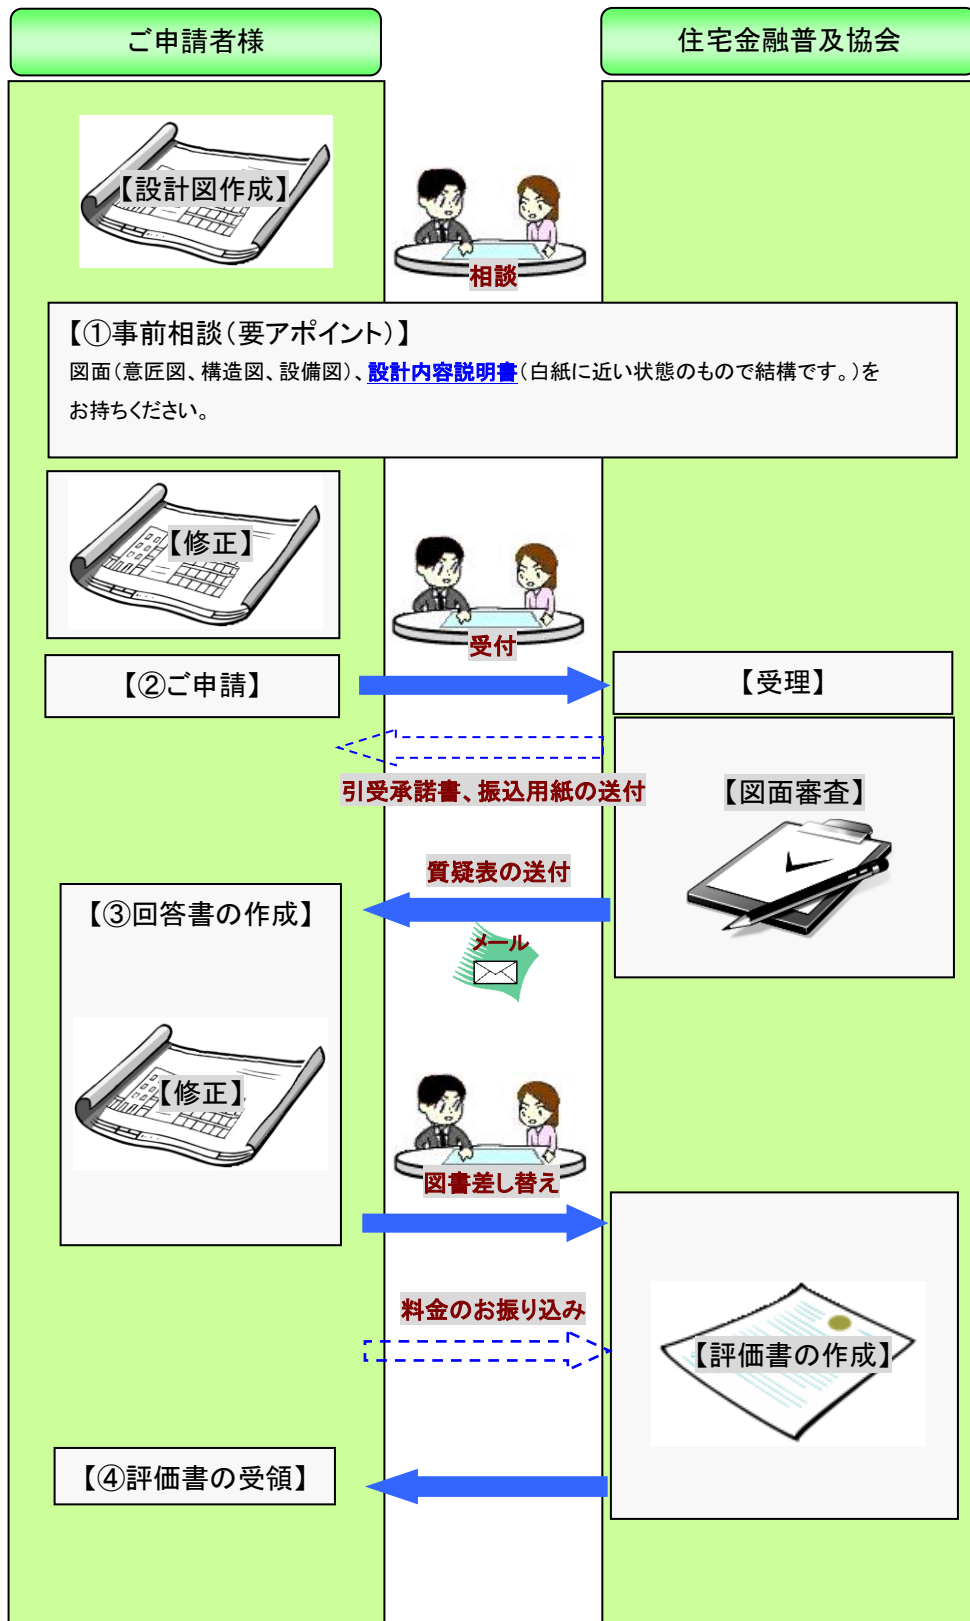 ご申請者様
住宅金融普及協会
【設計図作成】
相談
【①事前相談（要アポイント）】
図面（意匠図、構造図、設備図）、設計内容説明書（白紙に近い状態のもので結構です。）を
お持ちください。
【修正】
受付
【②ご申請】
【受理】
引受承諾書、振込用紙の送付
【図面審査】
質疑表の送付
【③回答書の作成】
メール
【修正】
図書差し替え
料金のお振り込み
【評価書の作成】
【④評価書の受領】